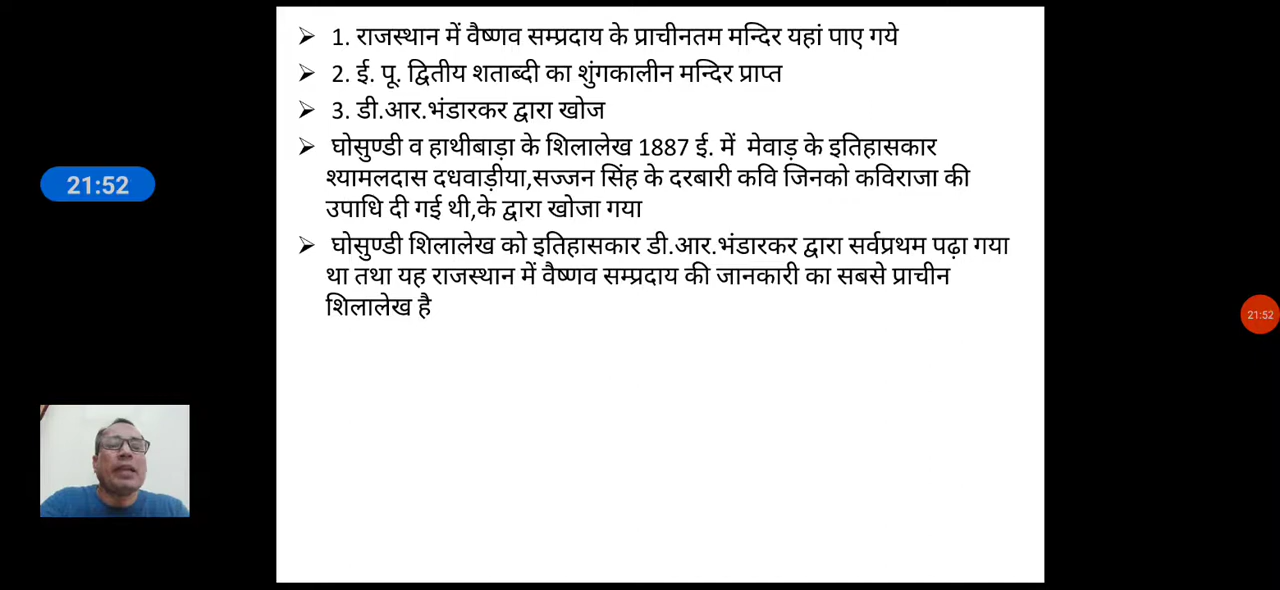 ➢ 1. राजस्थान में वैष्णव सम्प्रदाय के प्राचीनतम मन्दिर यहां पाए गये
➢ 2. ई. पू. द्वितीय शताब्दी का शुंगकालीन मन्दिर प्राप्त
➢ 3. डी.आर.भंडारकर द्वारा खोज
➢ घोसुण्डी व हाथीबाड़ा के शिलालेख 1887 ई. में मेवाड़ के इतिहासकार
श्यामलदास दधवाड़ीया,सज्जन सिंह के दरबारी कवि जिनको कविराजा की
उपाधि दी गई थी,के द्वारा खोजा गया
➢ घोसुण्डी शिलालेख को इतिहासकार डी.आर.भंडारकर द्वारा सर्वप्रथम पढ़ा गया
था तथा यह राजस्थान में वैष्णव सम्प्रदाय की जानकारी का सबसे प्राचीन
शिलालेख है
21:52
21:52